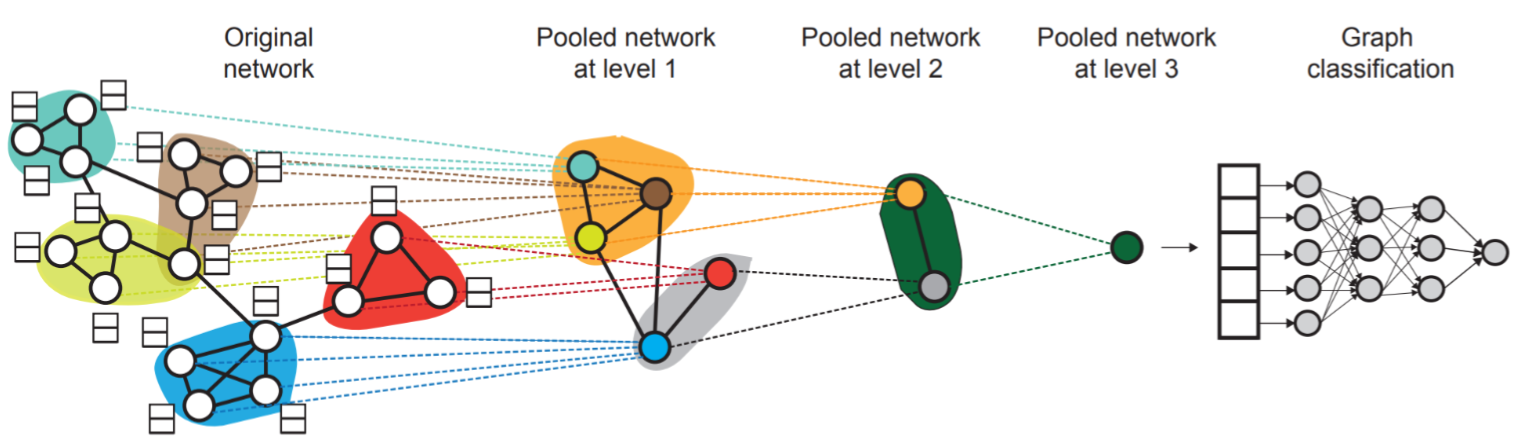 Original
network
Pooled network
at level 1
Pooled network
at level 2
Pooled network
at level 3
Graph
classification